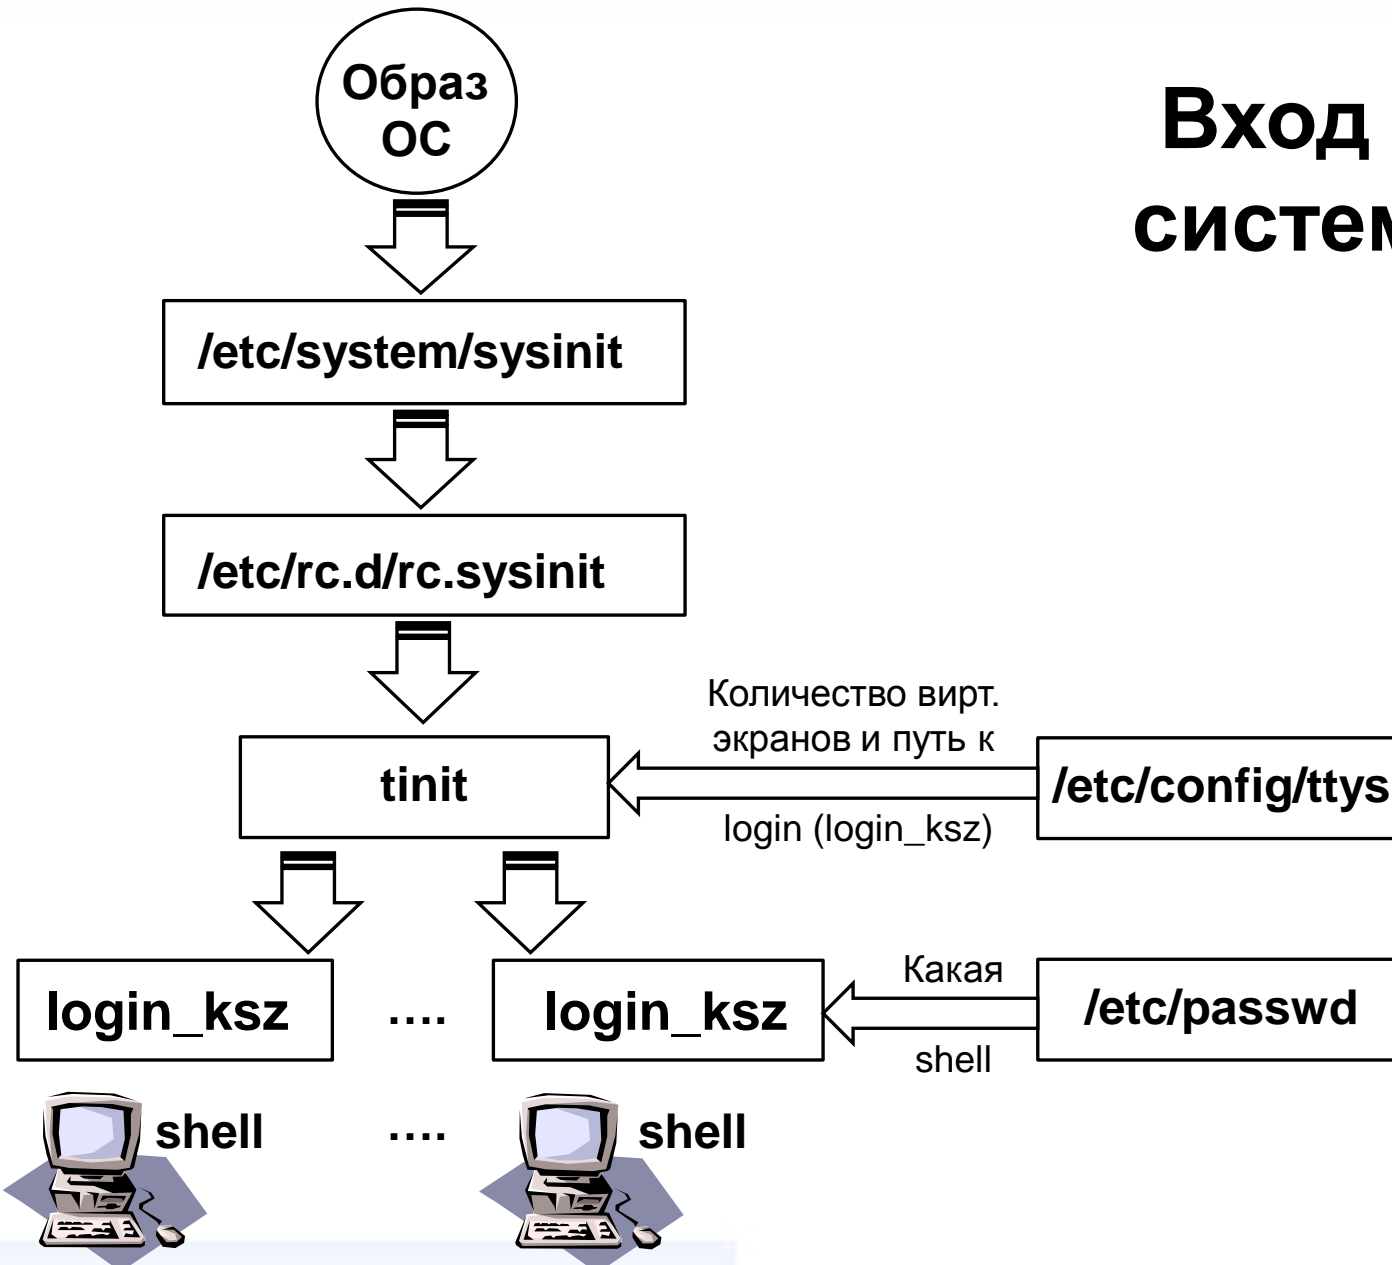 Образ
ОС
Вход
систем
/etc/system/sysinit
/etc/rc.d/rc.sysinit
Количество вирт.
экранов и путь к
tinit
/etc/config/ttys
login (login_ksz)
login_ksz
....
login_ksz
Какая
shell
/etc/passwd
shell
....
shell